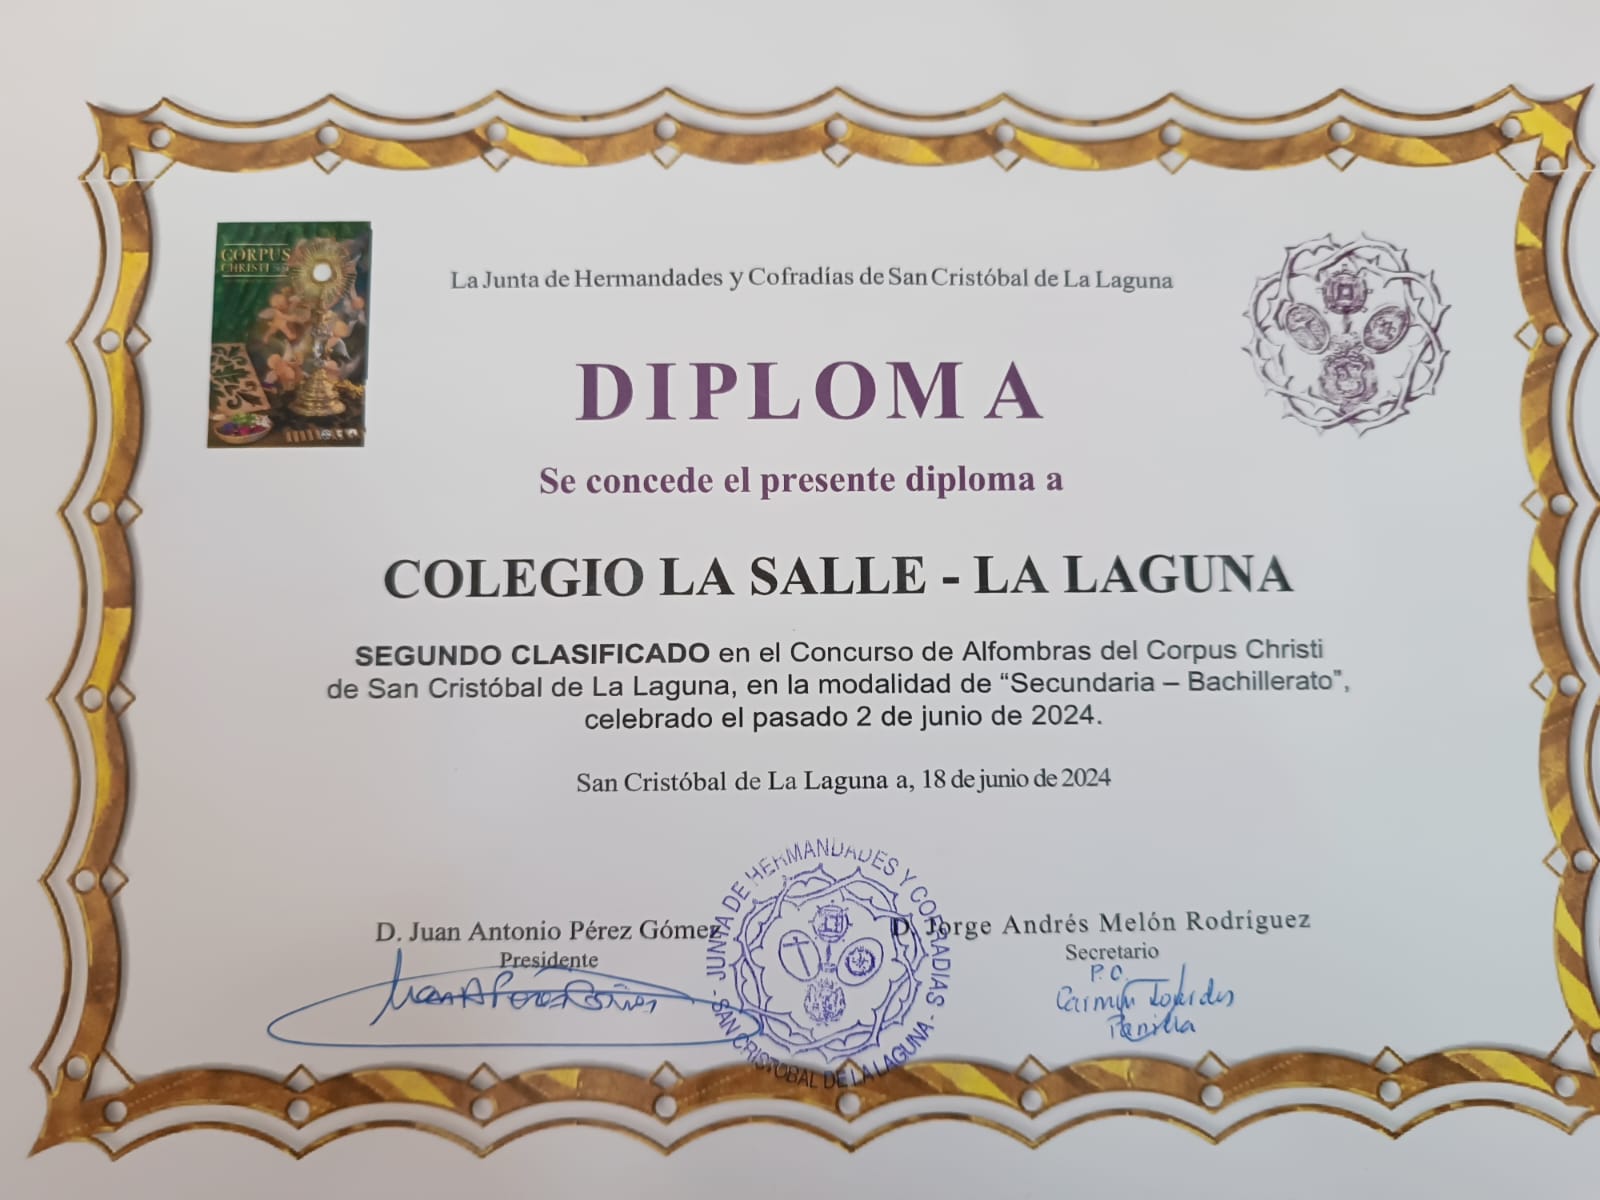 CORPUS
CHRISTI
La Junta de Hermandades y Cofradías de San Cristóbal de La Laguna
DIPLOMA
Se concede el presente diploma a
COLEGIO LA SALLE - LA LAGUNA
SEGUNDO CLASIFICADO en el Concurso de Alfombras del Corpus Christi
de San Cristóbal de La Laguna, en la modalidad de “Secundaria – Bachillerato”,
celebrado el pasado 2 de junio de 2024.
San Cristóbal de La Laguna a, 18 de junio de 2024
D. Juan Antonio Pérez Gómez
Presidente
D. Jorge Andrés Melón Rodríguez
Secretario
P.O.
Carmen Lourdes
JUNTA DE HERMANDADES Y COFRADIAS - SAN CRISTOBAL DE LA LAGUNA -